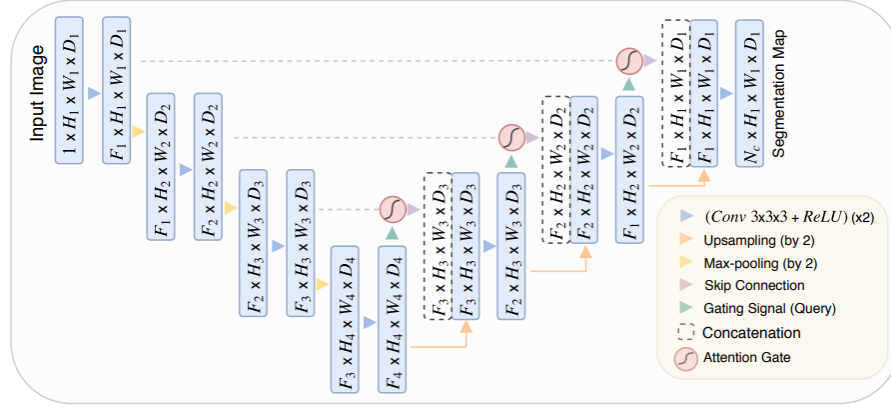 Input Image
1 x H₁ x W₁ x D₁
F₁ x H₁ x W₁ x D₁
F₁ x H₂ x W₂ x D₂
F₂ x H₂ x W₂ x D₂
F₂ x H₃ x W₃ x D₃
F₃ x H₃ x W₃ x D₃
F₃ x H₄ x W₄ x D₄
F₄ x H₄ x W₄ x D₄
F₃ x H₃ x W₃ x D₃
F₃ x H₃ x W₃ x D₃
F₂ x H₃ x W₃ x D₃
F₂ x H₂ x W₂ x D₂
F₂ x H₂ x W₂ x D₂
F₁ x H₂ x W₂ x D₂
F₁ x H₁ x W₁ x D₁
F₁ x H₁ x W₁ x D₁
N_c x H₁ x W₁ x D₁
Segmentation Map
(Conv 3x3x3 + ReLU) (x2)
Upsampling (by 2)
Max-pooling (by 2)
Skip Connection
Gating Signal (Query)
Concatenation
Attention Gate